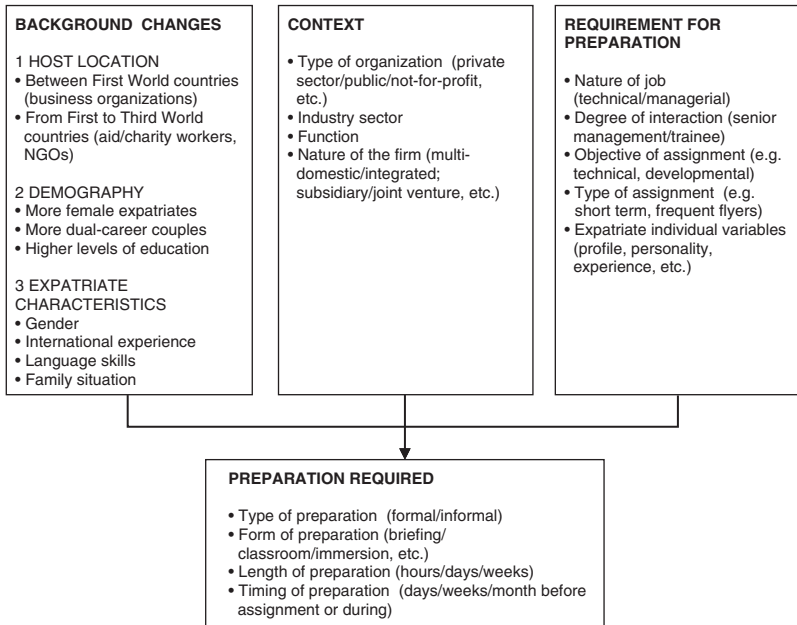 BACKGROUND CHANGES
1 HOST LOCATION
• Between First World countries
(business organizations)
• From First to Third World
countries (aid/charity workers,
NGOs)
2 DEMOGRAPHY
• More female expatriates
• More dual-career couples
• Higher levels of education
3 EXPATRIATE
CHARACTERISTICS
• Gender
• International experience
• Language skills
• Family situation
CONTEXT
• Type of organization (private
sector/public/not-for-profit,
etc.)
• Industry sector
• Function
• Nature of the firm (multi-
domestic/integrated;
subsidiary/joint venture, etc.)
REQUIREMENT FOR
PREPARATION
• Nature of job
(technical/managerial)
• Degree of interaction (senior
management/trainee)
• Objective of assignment (e.g.
technical, developmental)
• Type of assignment (e.g.
short term, frequent flyers)
• Expatriate individual variables
(profile, personality,
experience, etc.)
PREPARATION REQUIRED
• Type of preparation (formal/informal)
• Form of preparation (briefing/
classroom/immersion, etc.)
• Length of preparation (hours/days/weeks)
• Timing of preparation (days/weeks/month before
assignment or during)